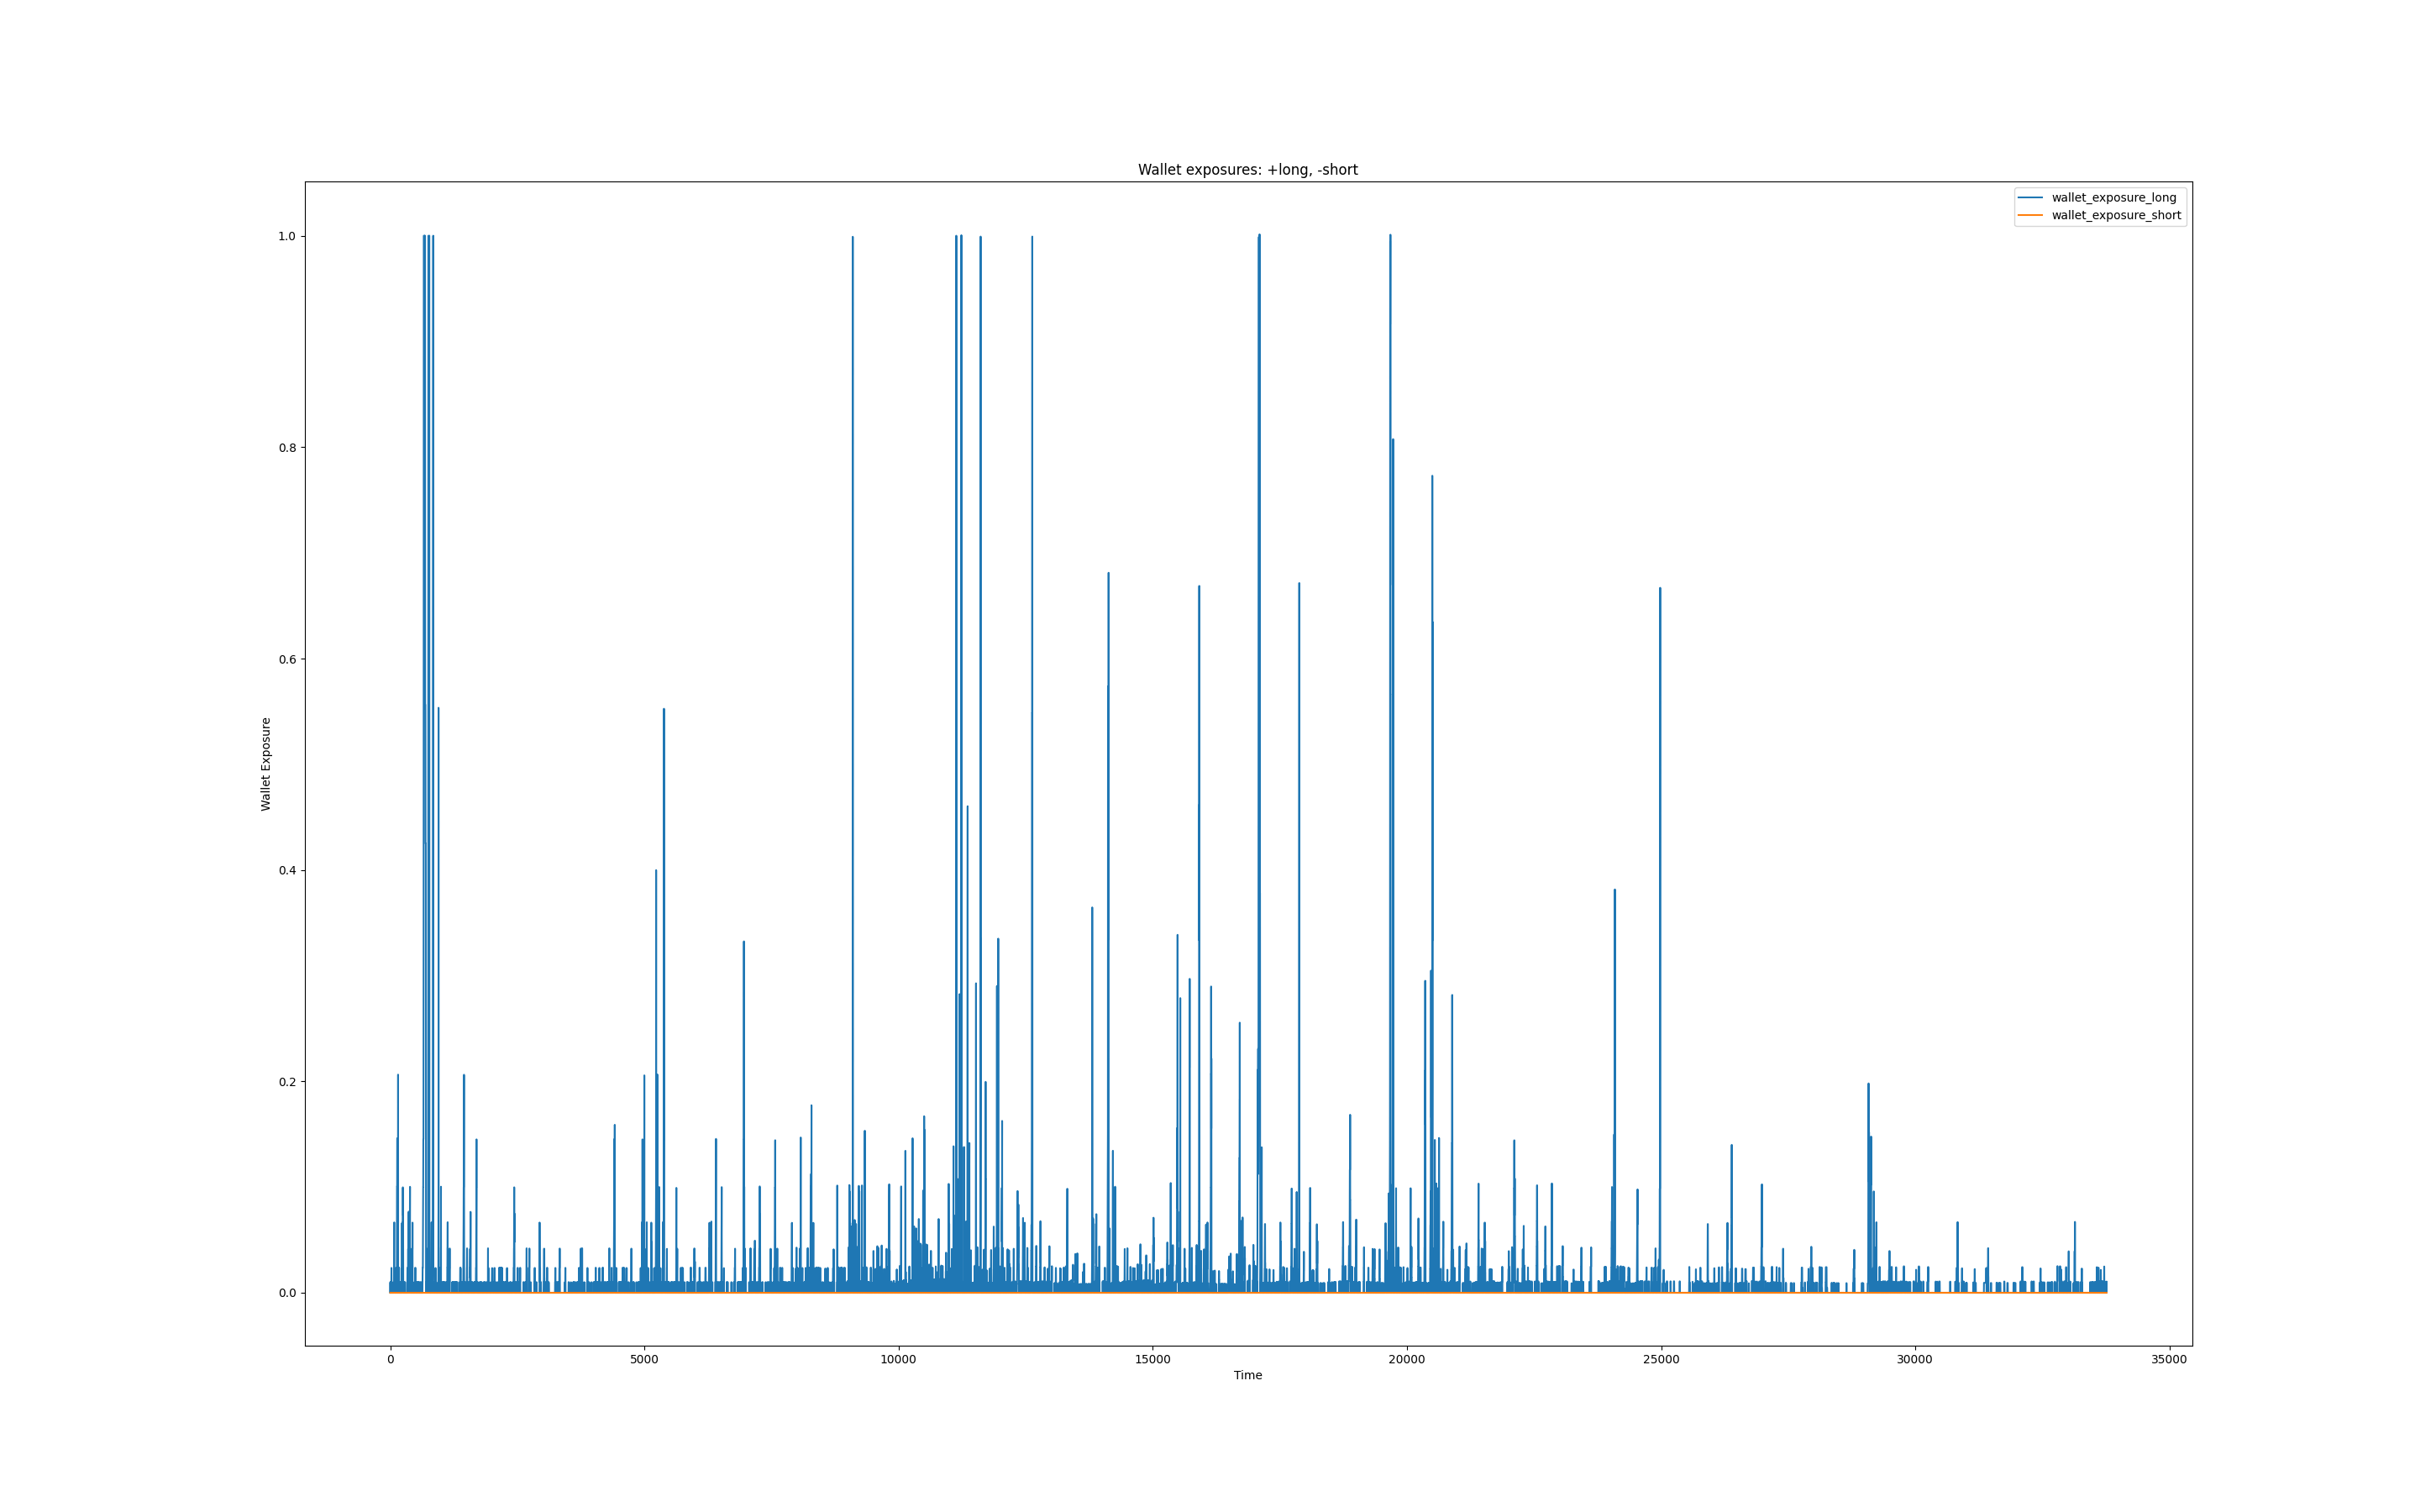 Wallet exposures: +long, -short
wallet_exposure_long
wallet_exposure_short
1.0
0.8
0.6
0.4
0.2
0.0
Wallet Exposure
0 5000 10000 15000 20000 25000 30000 35000
Time